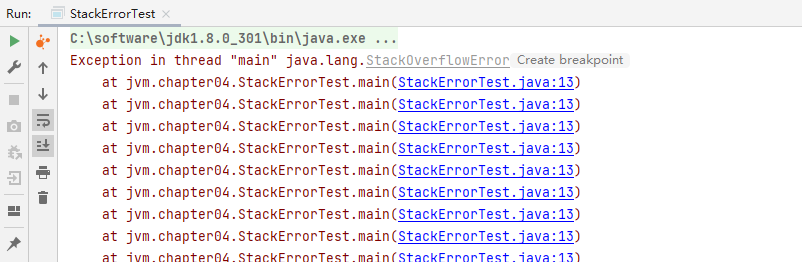 Run: StackErrorTest
C:\software\jdk1.8.0_301\bin\java.exe ...
Exception in thread "main" java.lang.StackOverflowError Create breakpoint
at jvm.chapter04.StackErrorTest.main(StackErrorTest.java:13)
at jvm.chapter04.StackErrorTest.main(StackErrorTest.java:13)
at jvm.chapter04.StackErrorTest.main(StackErrorTest.java:13)
at jvm.chapter04.StackErrorTest.main(StackErrorTest.java:13)
at jvm.chapter04.StackErrorTest.main(StackErrorTest.java:13)
at jvm.chapter04.StackErrorTest.main(StackErrorTest.java:13)
at jvm.chapter04.StackErrorTest.main(StackErrorTest.java:13)
at jvm.chapter04.StackErrorTest.main(StackErrorTest.java:13)
at jvm.chapter04.StackErrorTest.main(StackErrorTest.java:13)